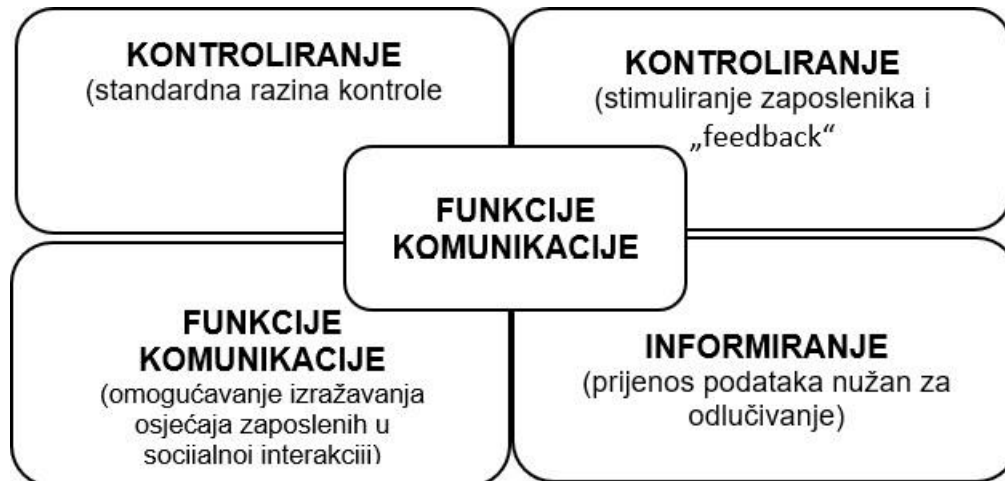 KONTROLIRANJE
(standardna razina kontrole
KONTROLIRANJE
(stimuliranje zaposlenika i
„feedback“
FUNKCIJE
KOMUNIKACIJE
FUNKCIJE
KOMUNIKACIJE
(omogućavanje izražavanja
osjećaja zaposlenih u
socijalnoj interakciji)
INFORMIRANJE
(prijenos podataka nužan za
odlučivanje)